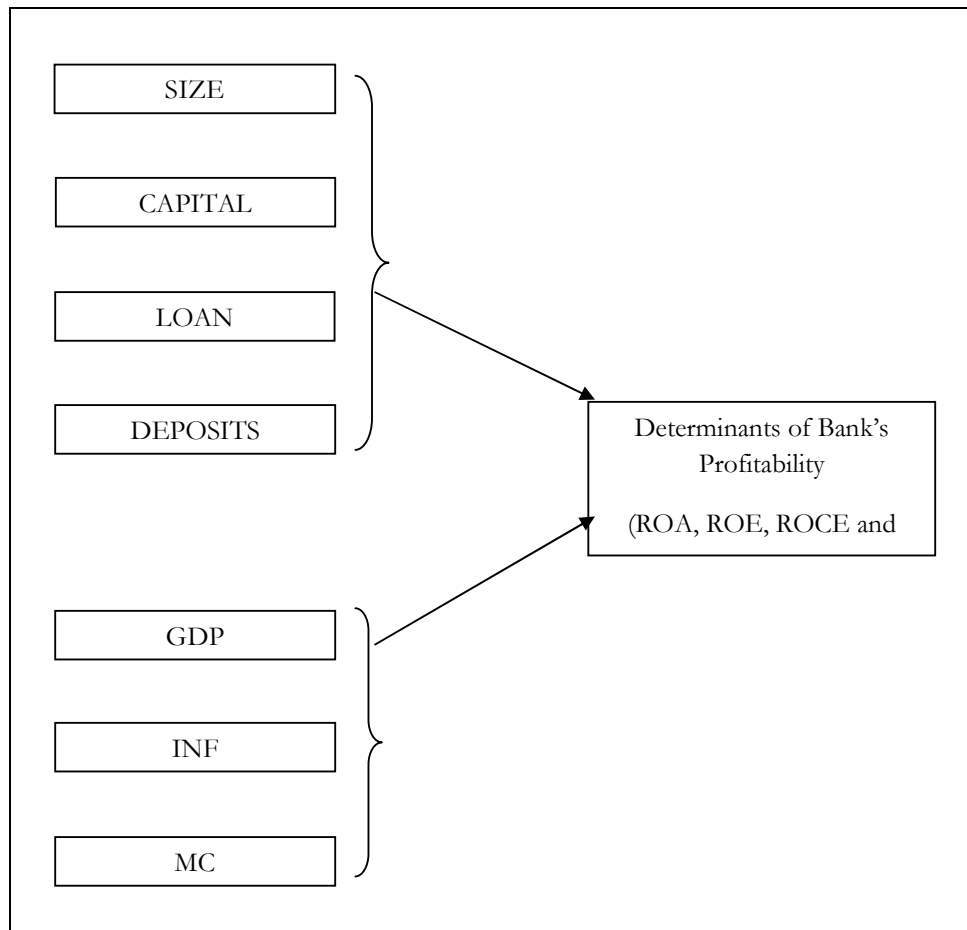 SIZE
CAPITAL
LOAN
DEPOSITS
Determinants of Bank’s
Profitability
(ROA, ROE, ROCE and
GDP
INF
MC